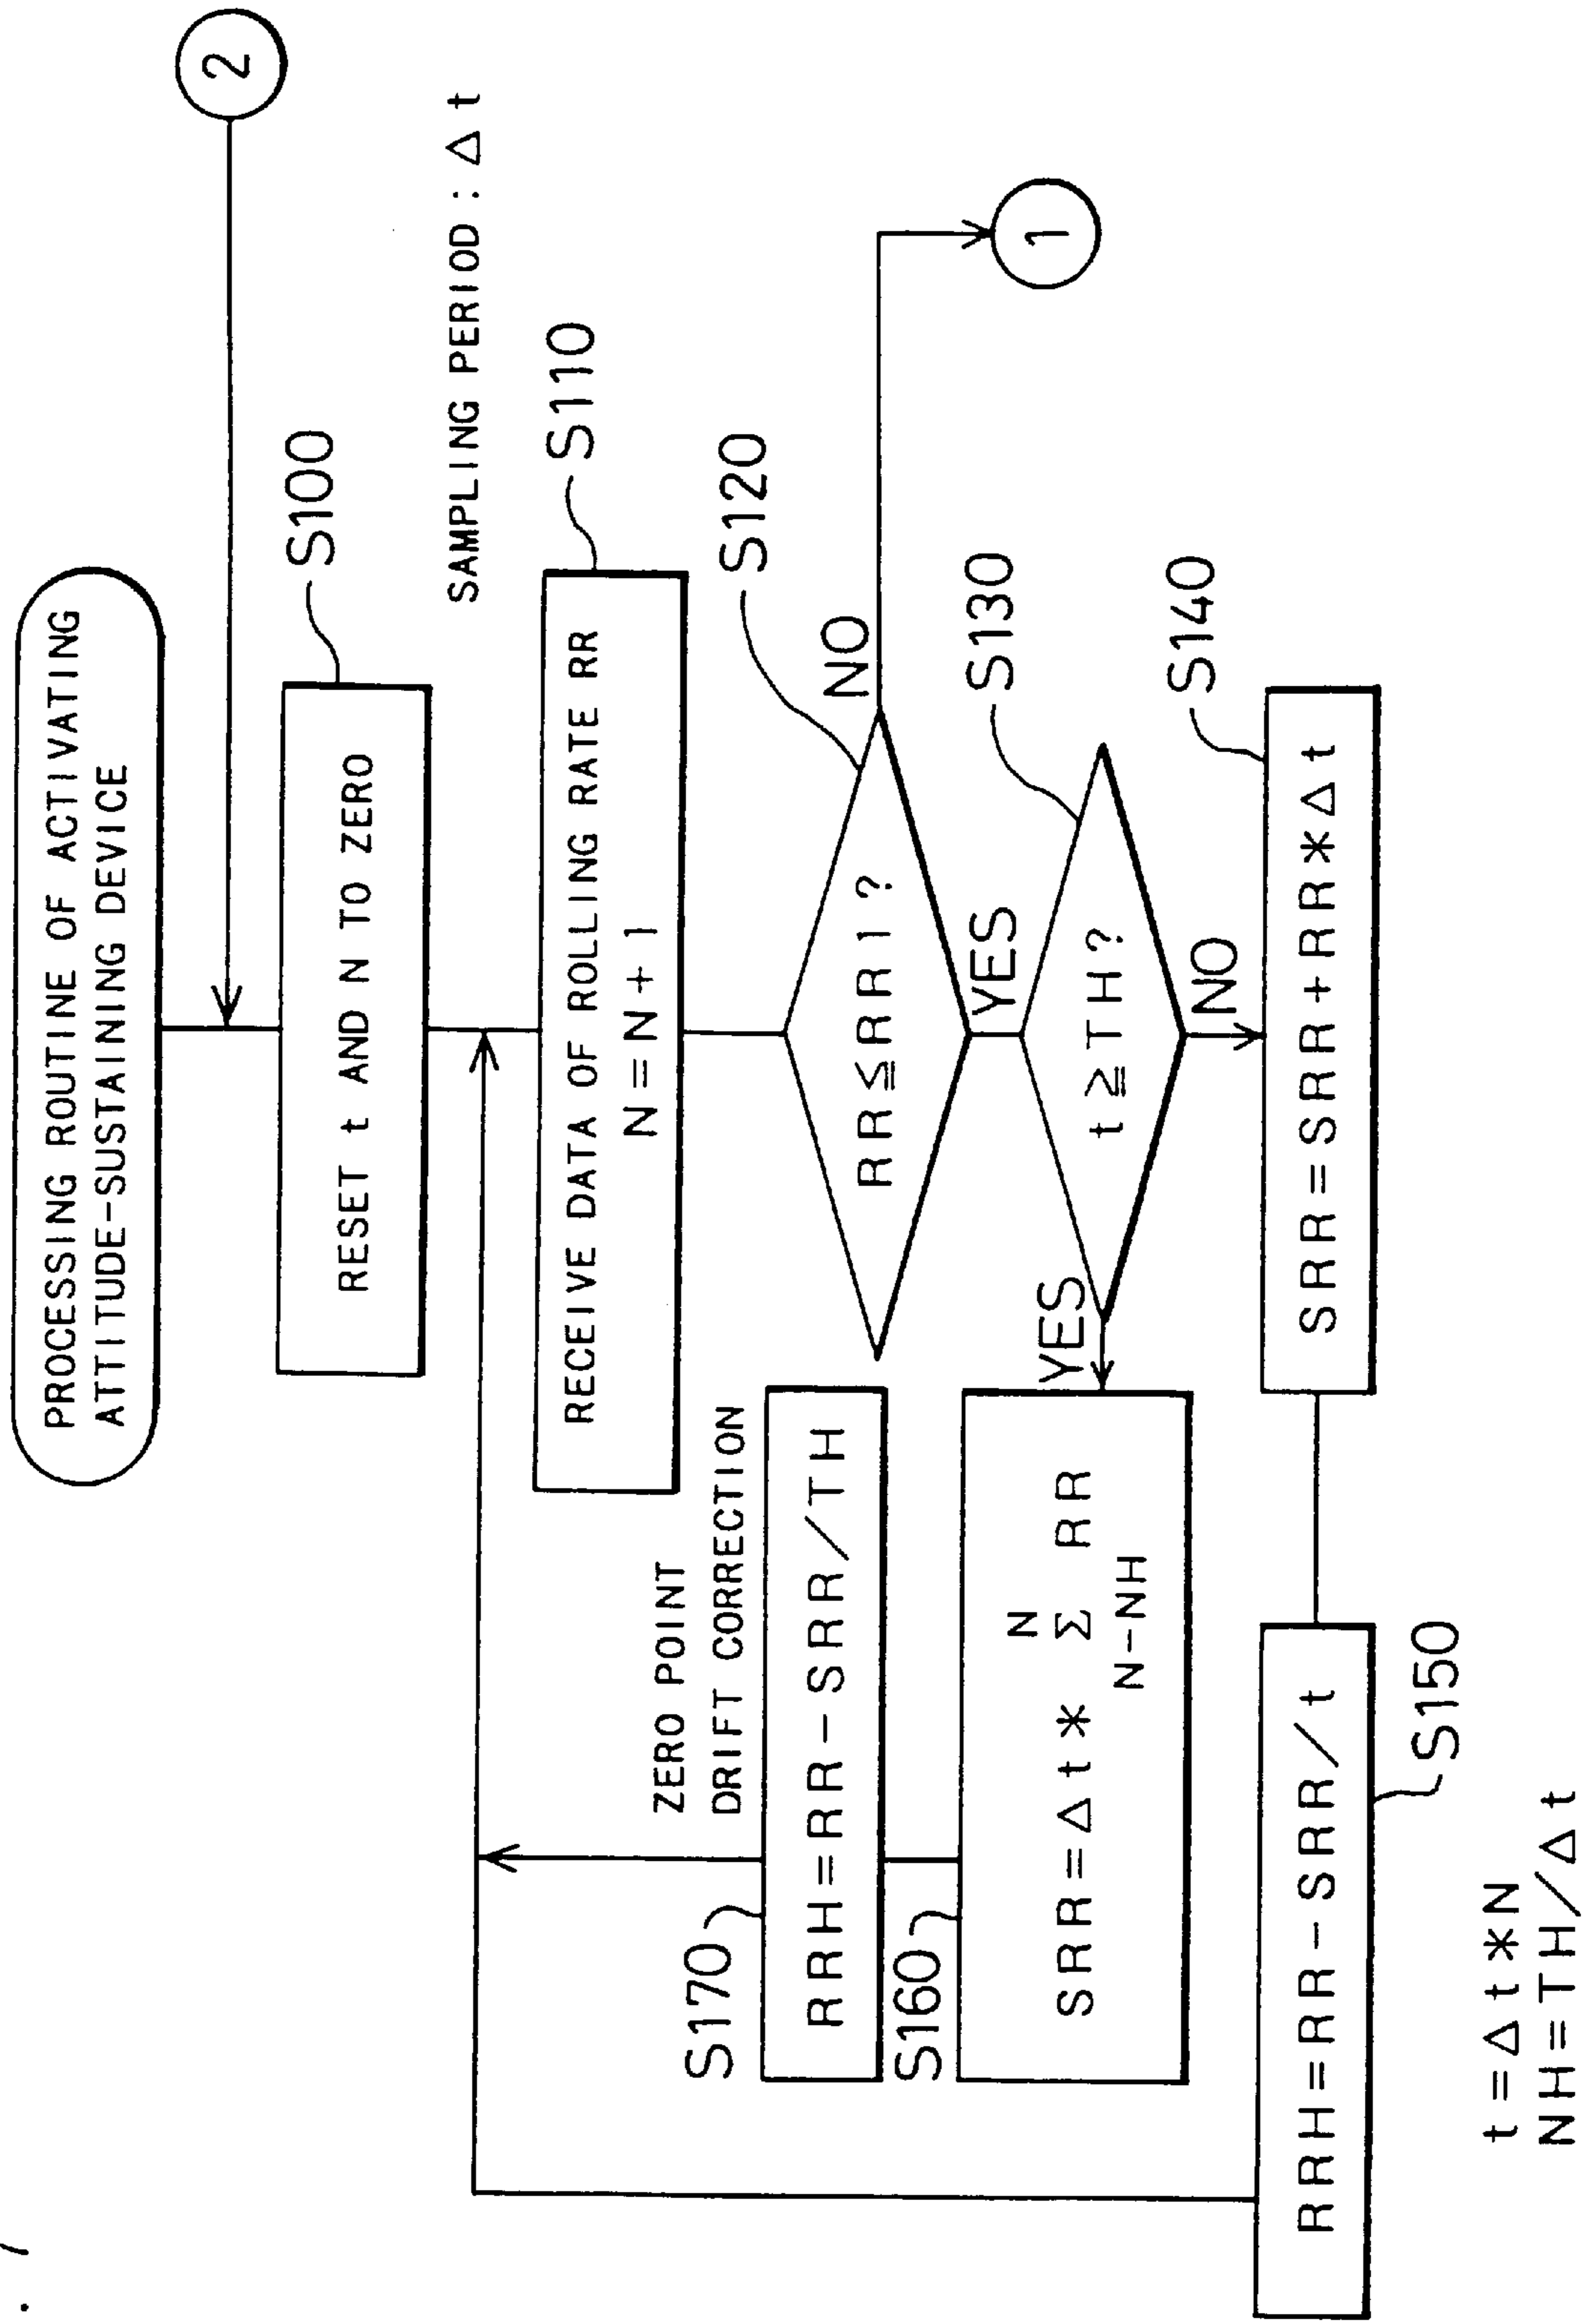 PROCESSING ROUTINE OF ACTIVATING
ATTITUDE-SUSTAINING DEVICE
2
S100
RESET t AND N TO ZERO
SAMPLING PERIOD : Δt
S110
RECEIVE DATA OF ROLLING RATE RR
N=N+1
S120
RR≦RR1?
NO
1
YES
S130
t≧TH?
YES
NO
S140
SRR=SRR+RR*Δt
ZERO POINT
DRIFT CORRECTION
S170
RRH=RR-SRR/TH
S160
N
SRR=Δt* Σ RR
N-NH
RRH=RR-SRR/t
S150
t=Δt*N
NH=TH/Δt